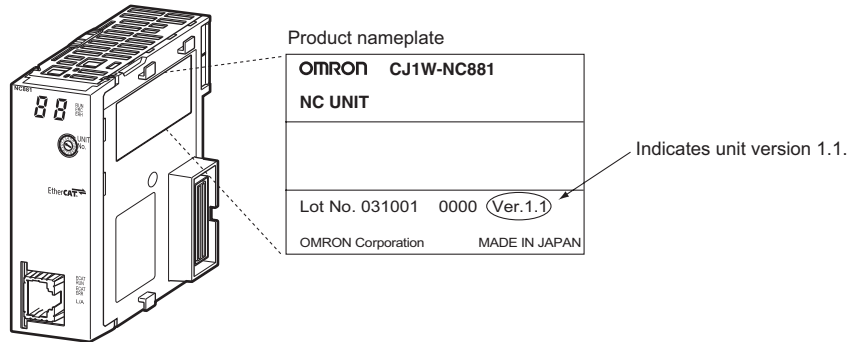 Product nameplate
OMRON CJ1W-NC881
NC UNIT
Indicates unit version 1.1.
Lot No. 031001 0000 Ver.1.1
OMRON Corporation MADE IN JAPAN
NC881
88
RUN
ERC
ERH
UNIT
No.
EtherCAT
ECAT
RUN
ECAT
ERR
L/A